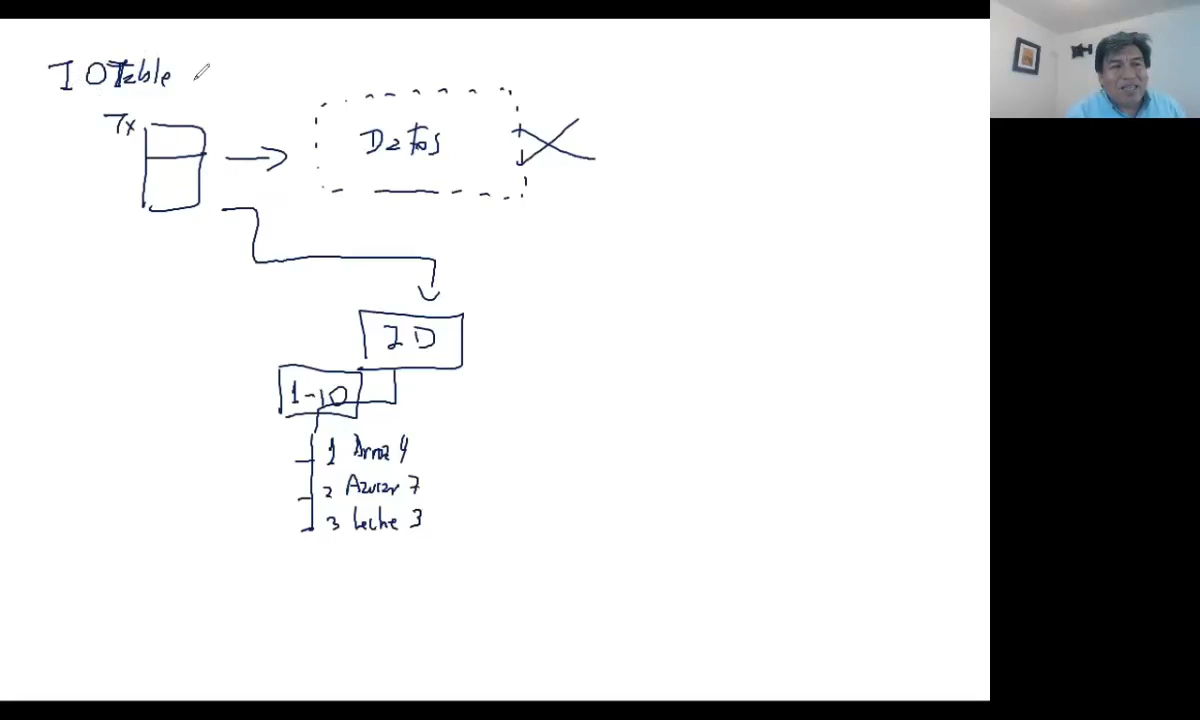 IOTable
Tx
Datos
ID
1-10
1 Arroz 4
2 Azucar 7
3 Leche 3